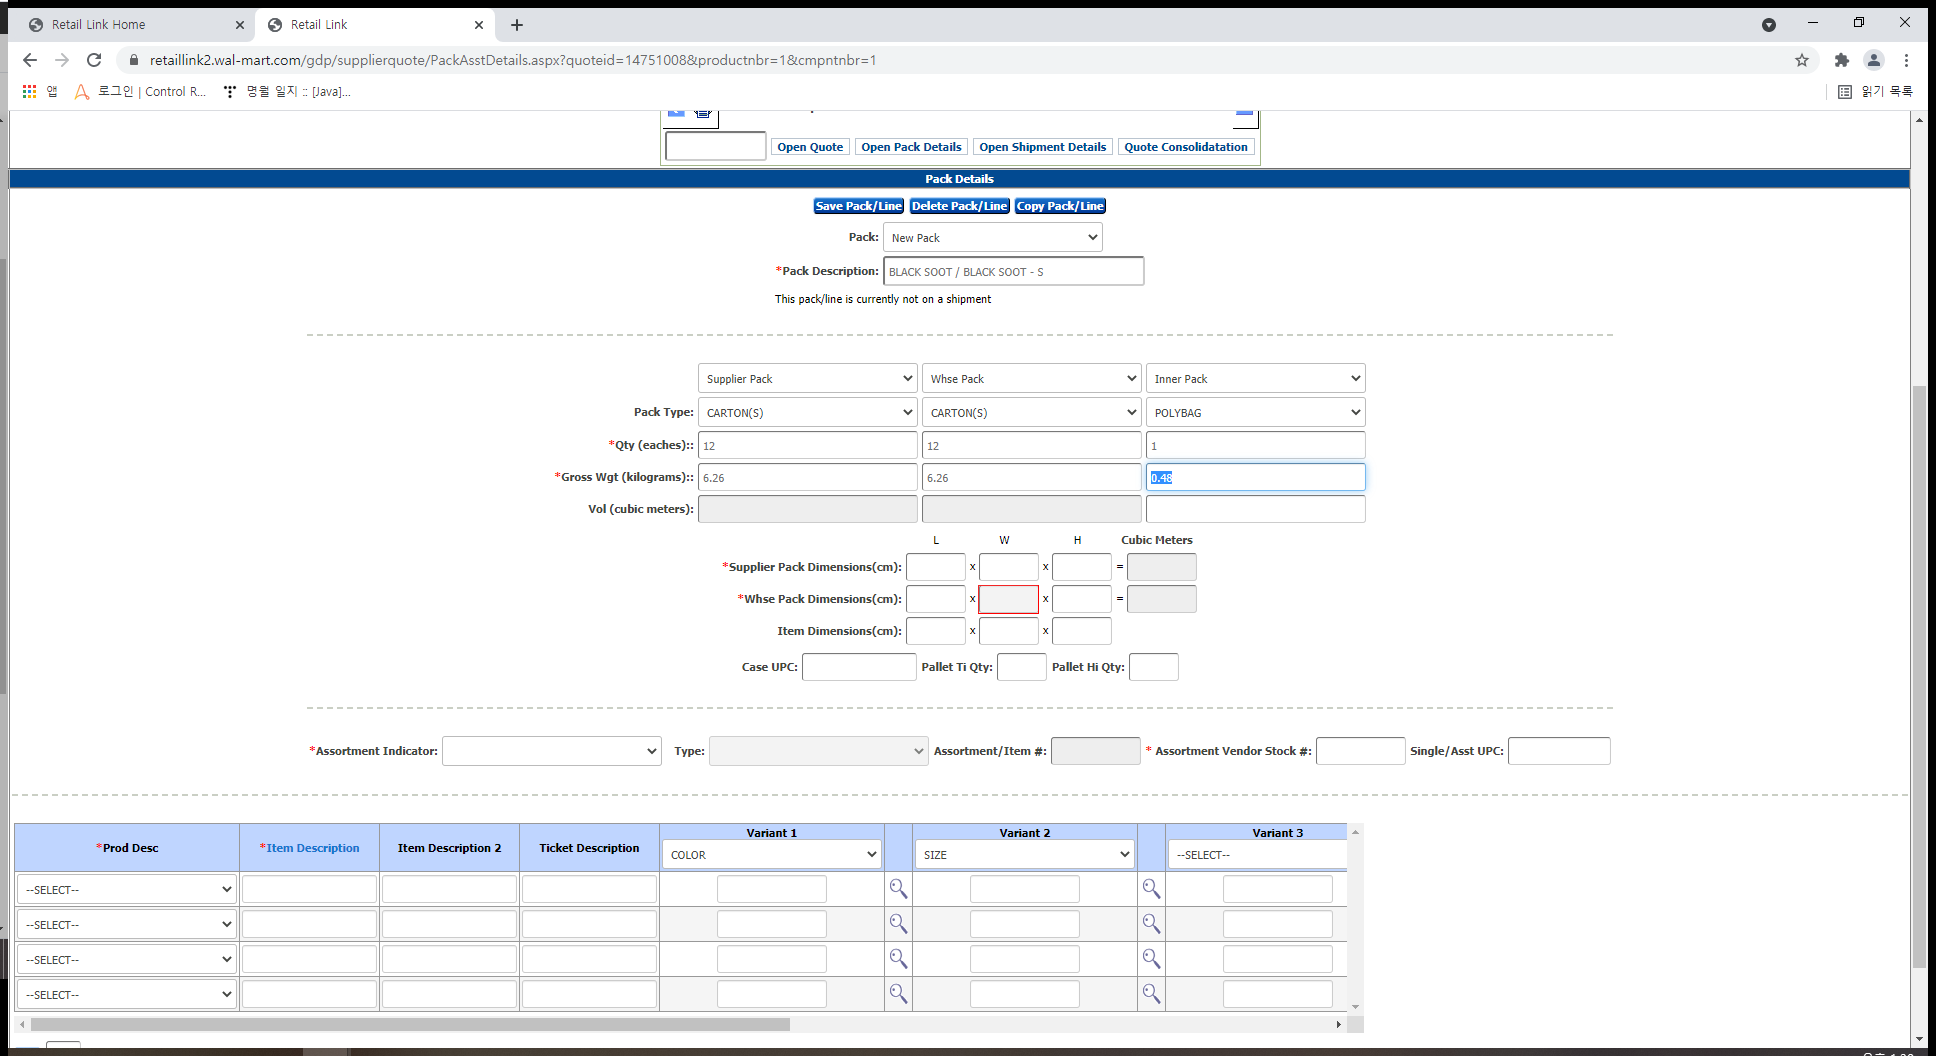 Retail Link Home
Retail Link
retaillink2.wal-mart.com/gdp/supplierquote/PackAsstDetails.aspx?quoteid=14751008&productnbr=1&cmpntnbr=1
앱 로그인 | Control R... 명월 일지 :: [Java]... 읽기 목록
Open Quote Open Pack Details Open Shipment Details Quote Consolidatation
Pack Details
Save Pack/Line Delete Pack/Line Copy Pack/Line
Pack: New Pack
*Pack Description: BLACK SOOT / BLACK SOOT - S
This pack/line is currently not on a shipment
Supplier Pack Whse Pack Inner Pack
Pack Type: CARTON(S) CARTON(S) POLYBAG
*Qty (eaches):: 12 12 1
*Gross Wgt (kilograms):: 6.26 6.26 0.48
Vol (cubic meters):
L W H Cubic Meters
*Supplier Pack Dimensions(cm): x x =
*Whse Pack Dimensions(cm): x x =
Item Dimensions(cm): x x
Case UPC: Pallet Ti Qty: Pallet Hi Qty:
*Assortment Indicator: Type: Assortment/Item #: * Assortment Vendor Stock #: Single/Asst UPC:
*Prod Desc *Item Description Item Description 2 Ticket Description Variant 1 Variant 2 Variant 3
COLOR SIZE --SELECT--
--SELECT--
--SELECT--
--SELECT--
--SELECT--